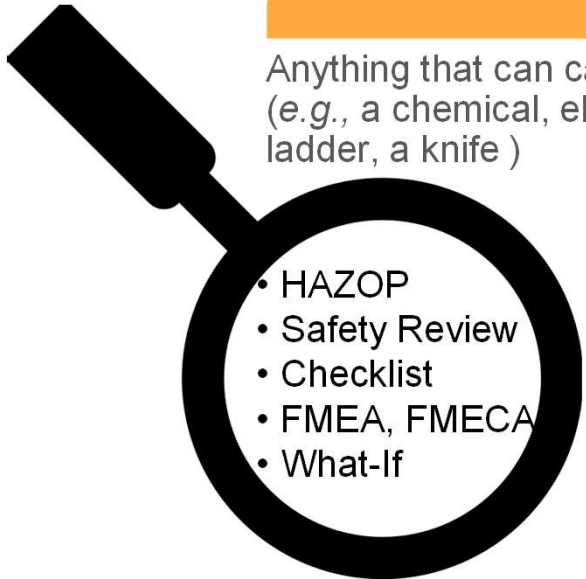 Anything that can ca
(e.g., a chemical, el
ladder, a knife )
• HAZOP
• Safety Review
• Checklist
• FMEA, FMECA
• What-If